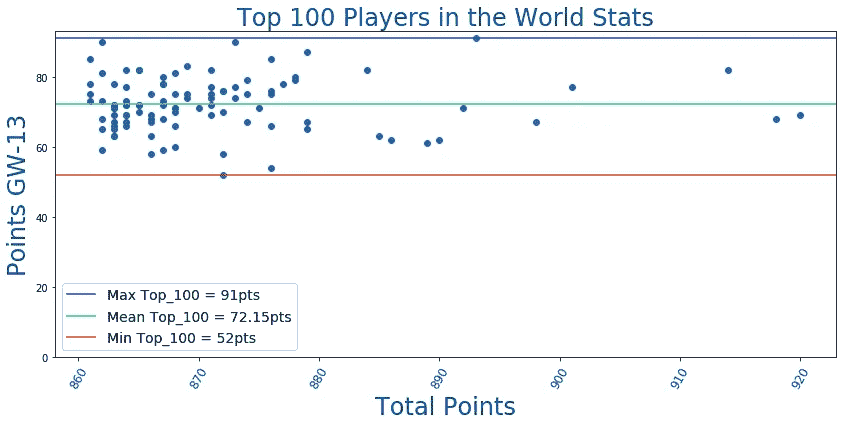 Top 100 Players in the World Stats
Points GW-13
80
60
40
20
0
Max Top_100 = 91pts
Mean Top_100 = 72.15pts
Min Top_100 = 52pts
860
870
880
890
900
910
920
Total Points